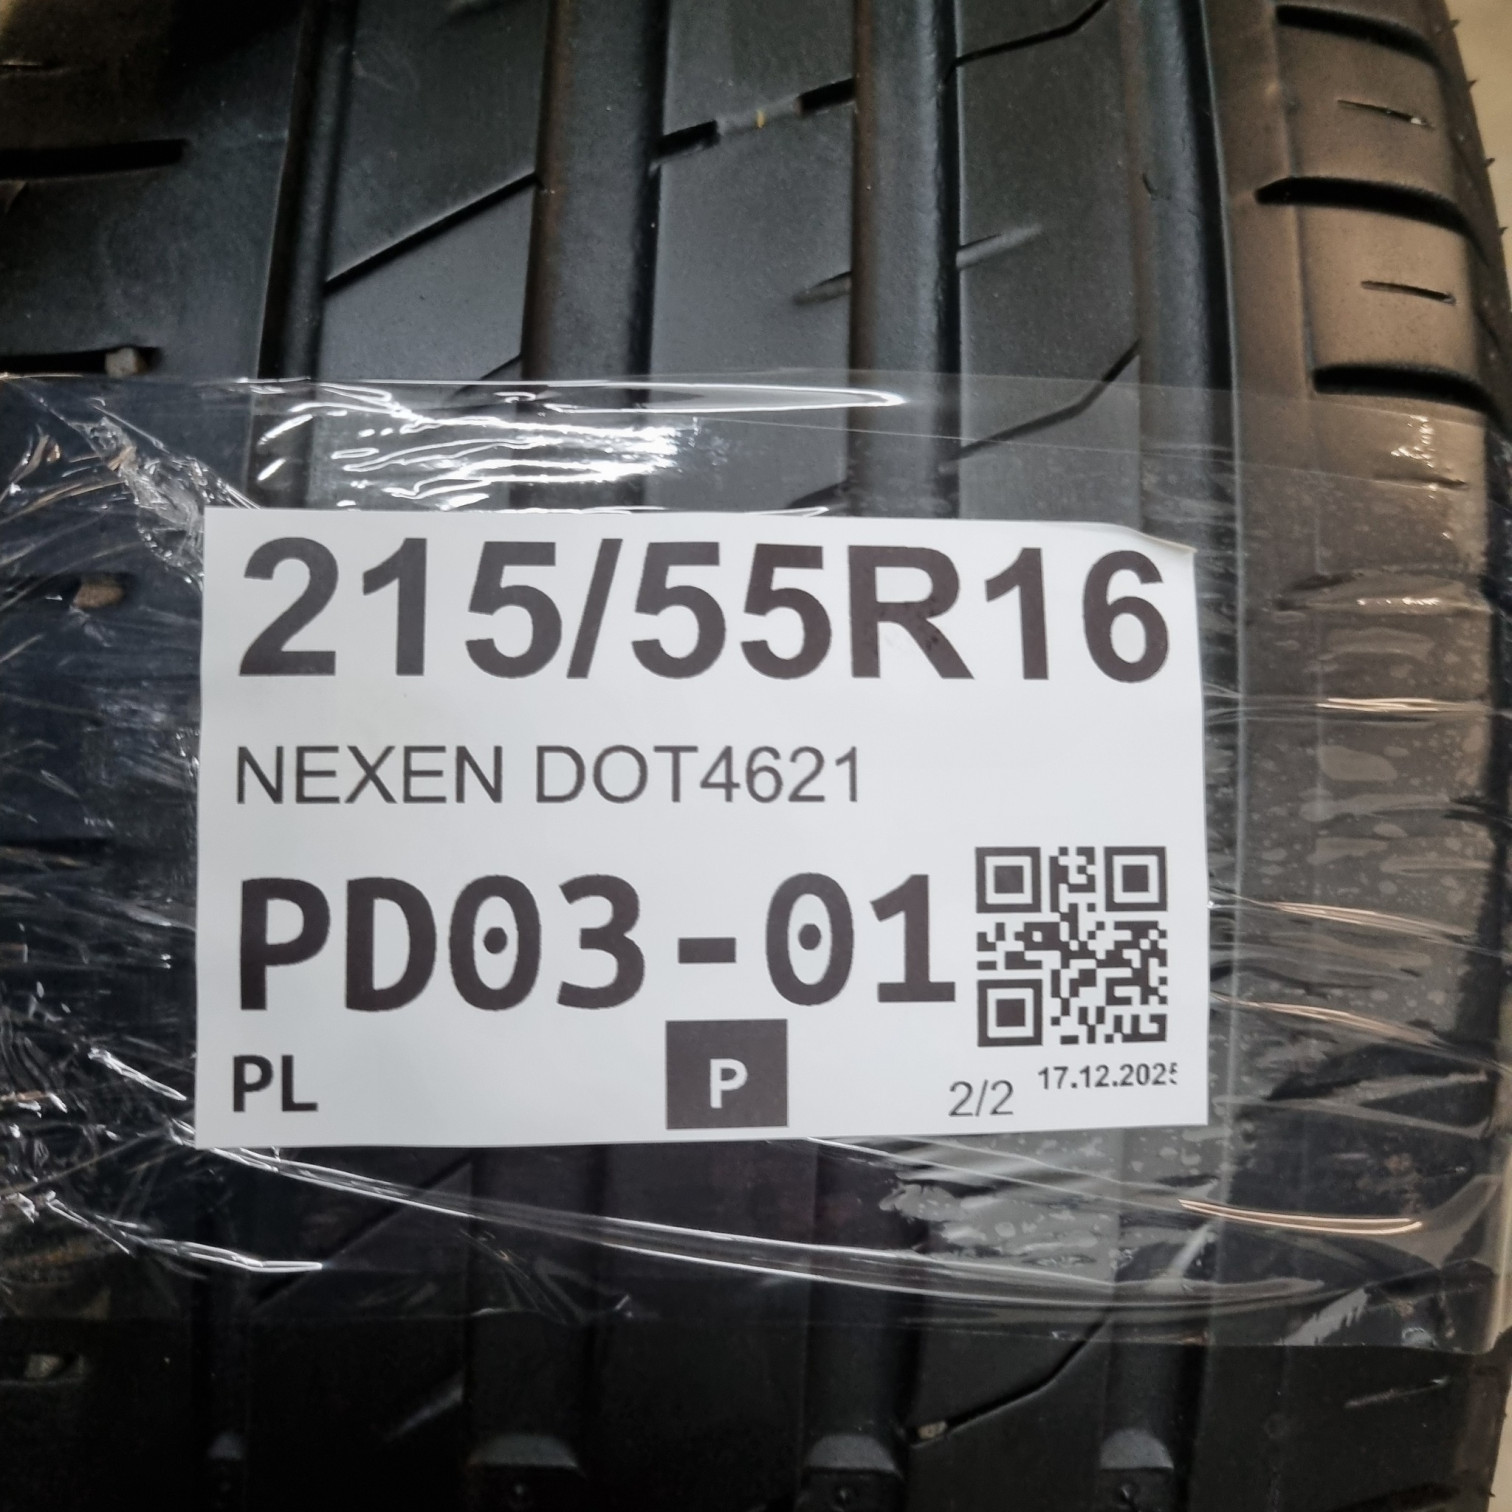 215/55R16
NEXEN DOT4621
PD03-01
PL
P
2/2
17.12.2025